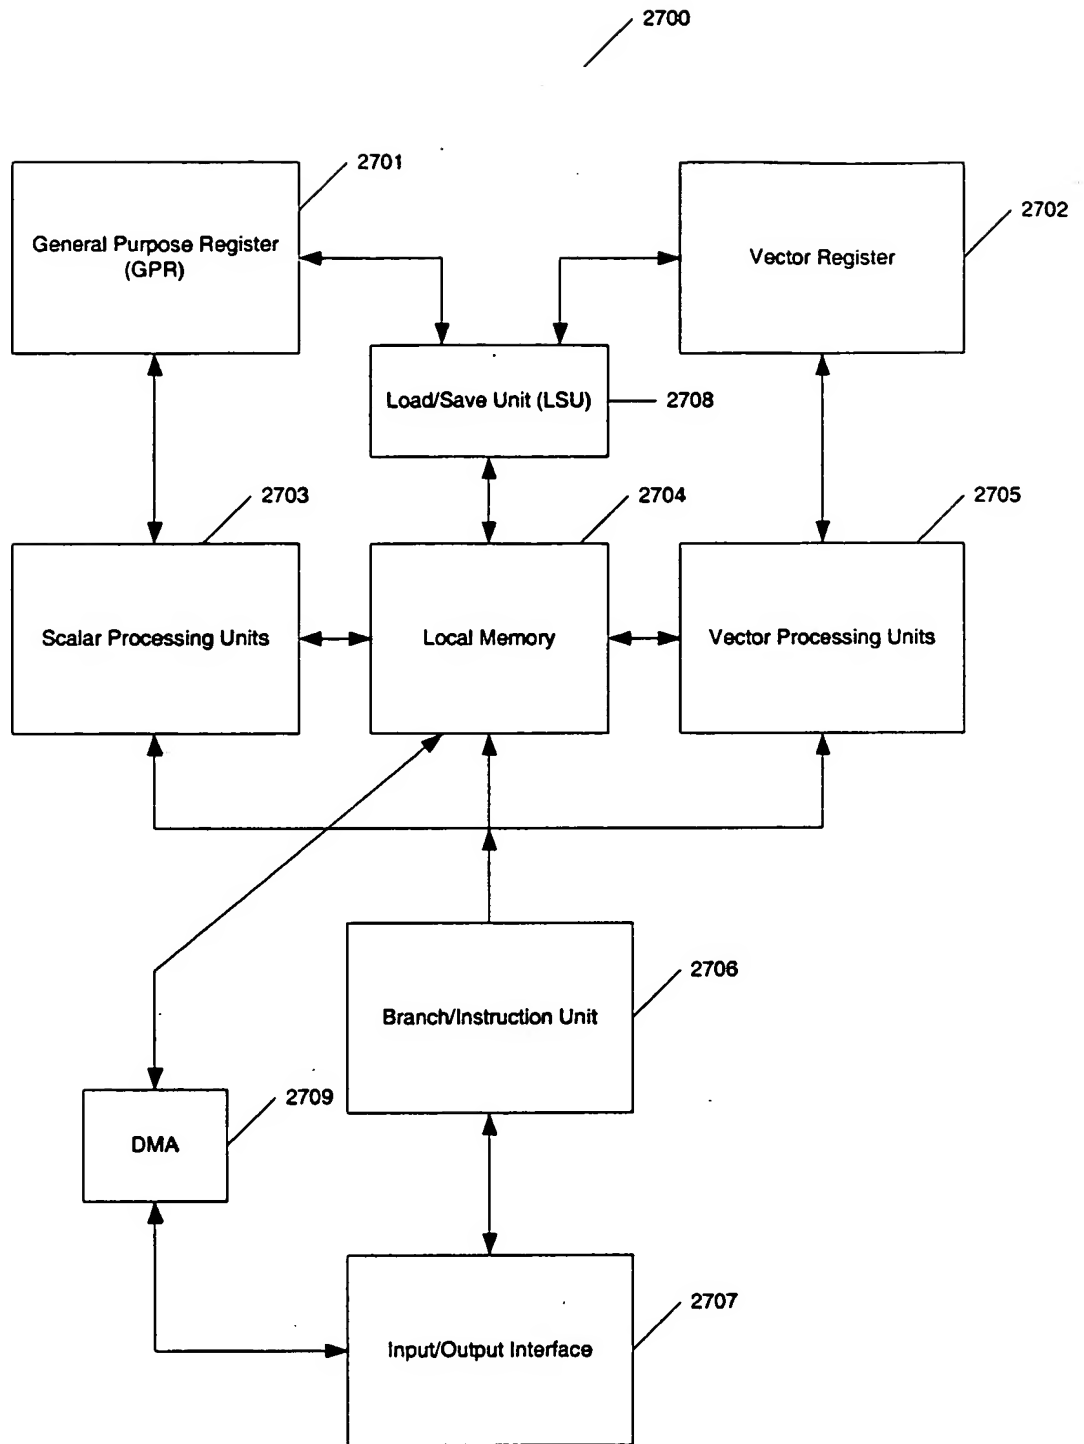 2700
2701
2702
General Purpose Register
(GPR)
Vector Register
Load/Save Unit (LSU)
2708
2703
2704
2705
Scalar Processing Units
Local Memory
Vector Processing Units
2706
Branch/Instruction Unit
2709
DMA
2707
Input/Output Interface